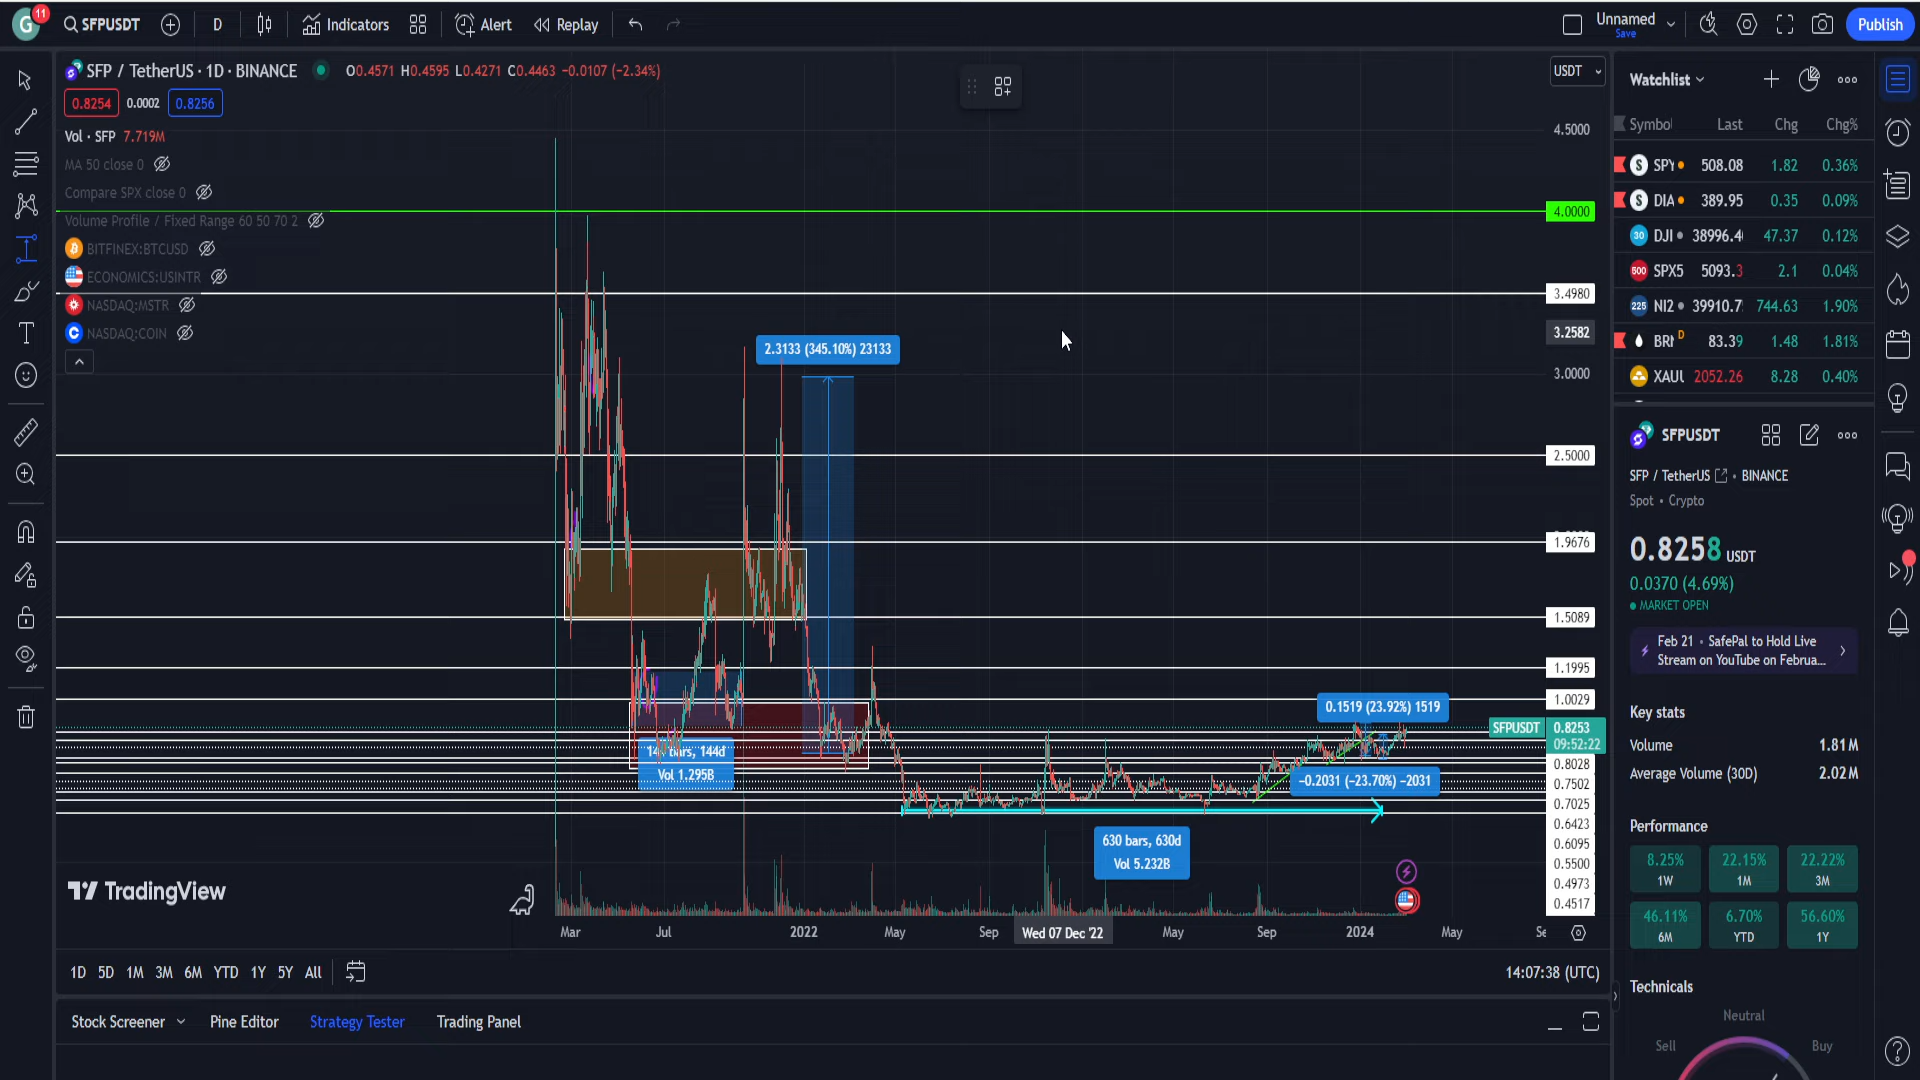 G 11 SFPUSDT D Indicators Alert Replay Unnamed Save Publish
SFP / TetherUS · 1D · BINANCE O0.4571 H0.4595 L0.4271 C0.4463 −0.0107 (−2.34%)
0.8254 0.0002 0.8256
Vol · SFP 7.719M
MA 50 close 0
Compare SPX close 0
Volume Profile / Fixed Range 60 50 70 2
BITFINEX:BTCUSD
ECONOMICS:USINTR
NASDAQ:MSTR
NASDAQ:COIN
USDT
4.5000
4.0000
3.4980
3.2582
3.0000
2.5000
1.9676
1.5089
1.1995
1.0029
SFPUSDT 0.8253
09:52:22
0.8028
0.7502
0.7025
0.6423
0.6095
0.5500
0.4973
0.4517
2.3133 (345.10%) 23133
0.1519 (23.92%) 1519
−0.2031 (−23.70%) −2031
bars, 144d
Vol 1.295B
630 bars, 630d
Vol 5.232B
TradingView
Mar Jul 2022 May Sep Wed 07 Dec '22 May Sep 2024 May
1D 5D 1M 3M 6M YTD 1Y 5Y All 14:07:38 (UTC)
Stock Screener Pine Editor Strategy Tester Trading Panel
Watchlist
Symbol Last Chg Chg%
S SPY 508.08 1.82 0.36%
S DIA 389.95 0.35 0.09%
30 DJI 38996.4 47.37 0.12%
500 SPX5 5093.3 2.1 0.04%
225 NI2 39910.7 744.63 1.90%
BRN D 83.39 1.48 1.81%
XAUU 2052.26 8.28 0.40%
SFPUSDT
SFP / TetherUS • BINANCE
Spot • Crypto
0.8258 USDT
0.0370 (4.69%)
MARKET OPEN
Feb 21 • SafePal to Hold Live
Stream on YouTube on Februa...
Key stats
Volume 1.81M
Average Volume (30D) 2.02M
Performance
8.25% 22.15% 22.22%
1W 1M 3M
46.11% 6.70% 56.60%
6M YTD 1Y
Technicals
Neutral
Sell Buy